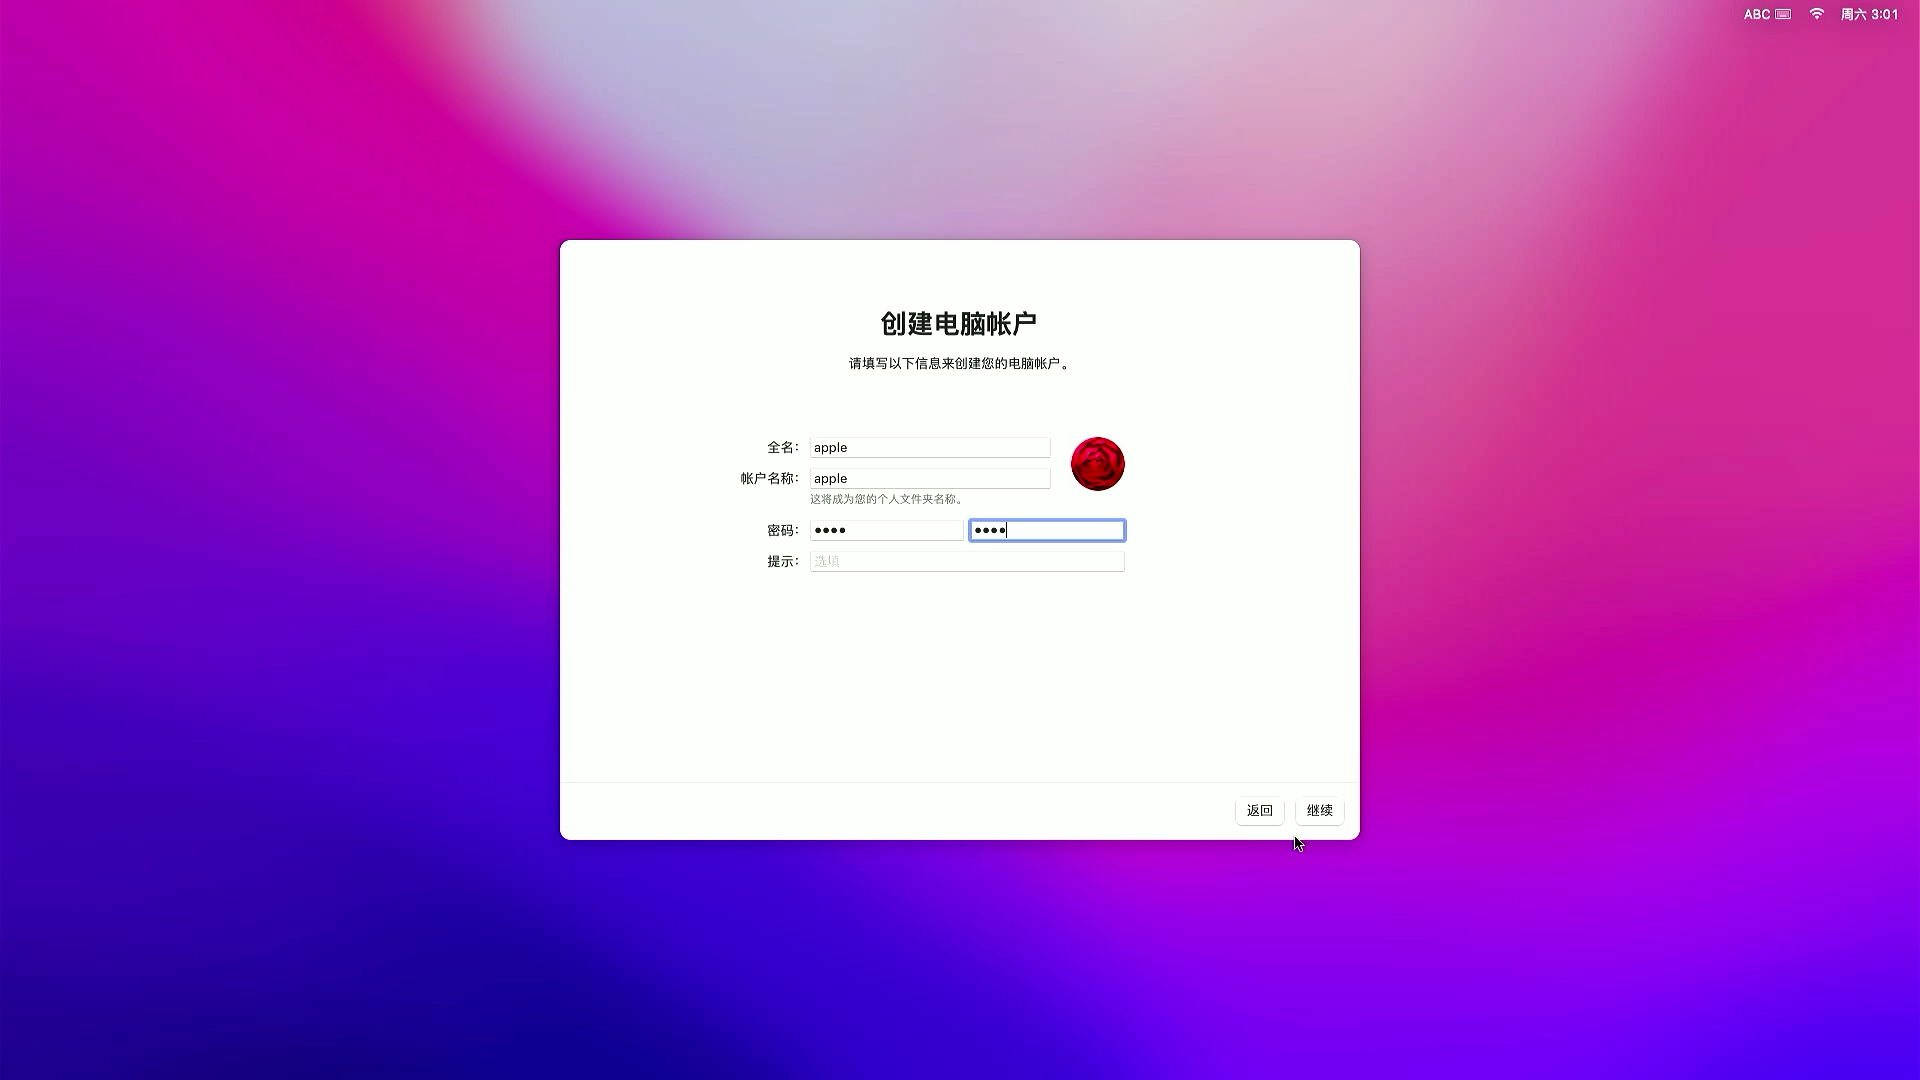 ABC 周六 3:01
创建电脑帐户
请填写以下信息来创建您的电脑帐户。
全名： apple
帐户名称： apple
这将成为您的个人文件夹名称。
密码： •••• ••••
提示： 选填
返回 继续